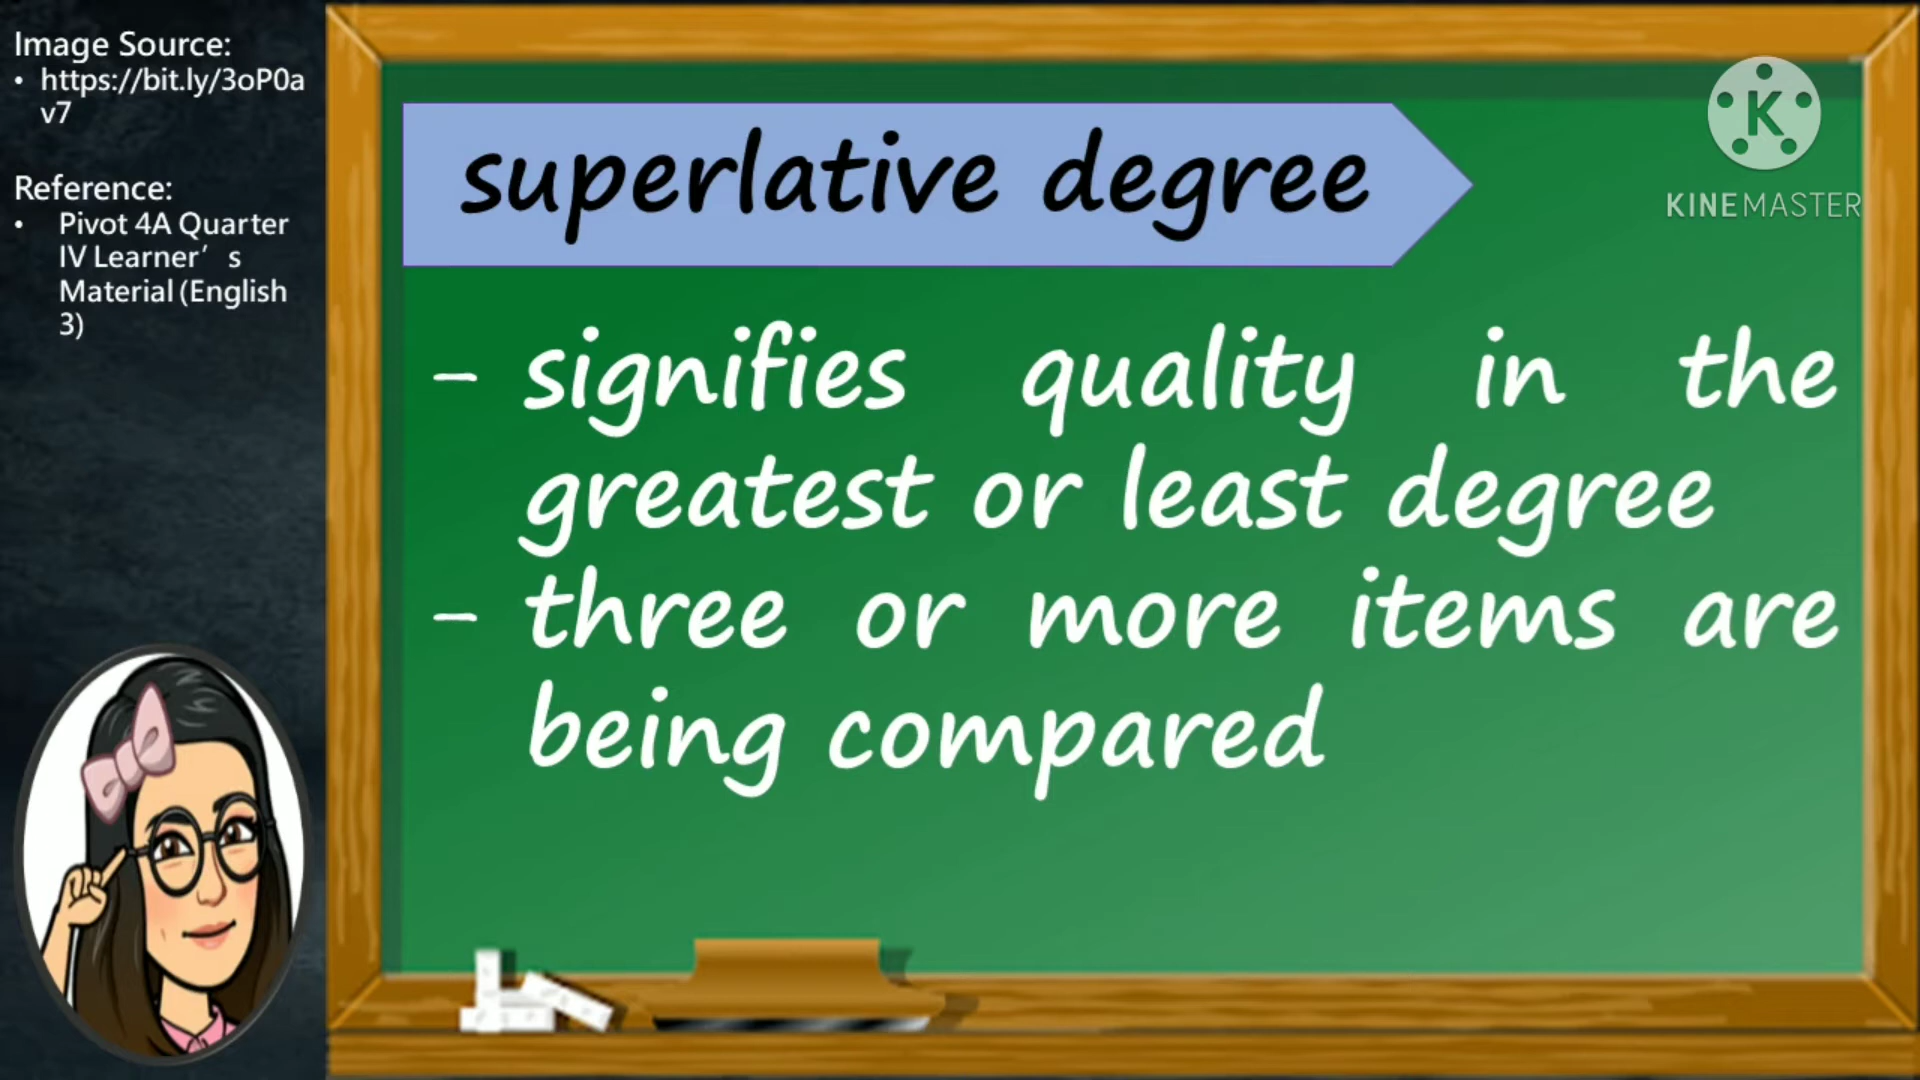 Image Source:
• https://bit.ly/3oP0a
v7
Reference:
• Pivot 4A Quarter
IV Learner’s
Material (English
3)
superlative degree
K
KINEMASTER
- signifies quality in the
greatest or least degree
- three or more items are
being compared